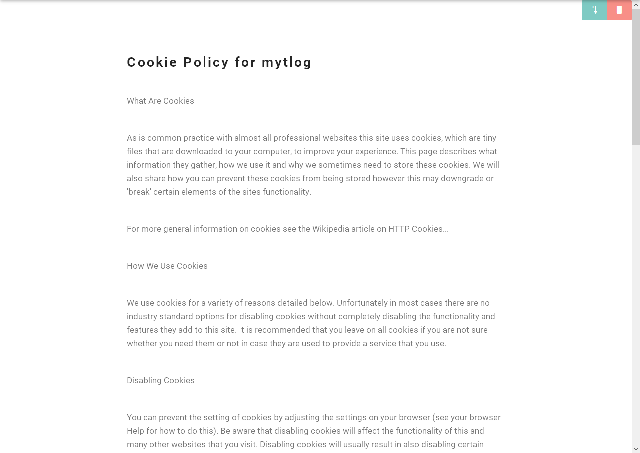 Cookie Policy for mytlog
What Are Cookies
As is common practice with almost all professional websites this site uses cookies, which are tiny
files that are downloaded to your computer, to improve your experience. This page describes what
information they gather, how we use it and why we sometimes need to store these cookies. We will
also share how you can prevent these cookies from being stored however this may downgrade or
'break' certain elements of the sites functionality.
For more general information on cookies see the Wikipedia article on HTTP Cookies...
How We Use Cookies
We use cookies for a variety of reasons detailed below. Unfortunately in most cases there are no
industry standard options for disabling cookies without completely disabling the functionality and
features they add to this site. It is recommended that you leave on all cookies if you are not sure
whether you need them or not in case they are used to provide a service that you use.
Disabling Cookies
You can prevent the setting of cookies by adjusting the settings on your browser (see your browser
Help for how to do this). Be aware that disabling cookies will affect the functionality of this and
many other websites that you visit. Disabling cookies will usually result in also disabling certain